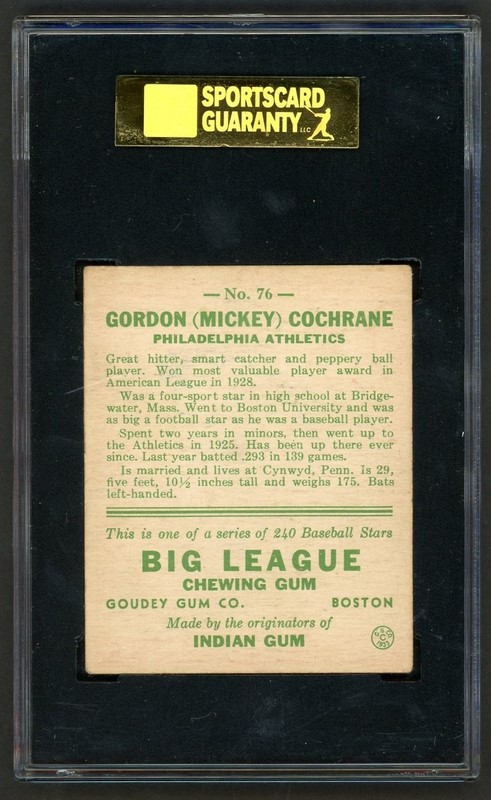 SPORTSCARD
GUARANTY LLC
— No. 76 —
GORDON (MICKEY) COCHRANE
PHILADELPHIA ATHLETICS
Great hitter, smart catcher and peppery ball
player. Won most valuable player award in
American League in 1928.
Was a four-sport star in high school at Bridge-
water, Mass. Went to Boston University and was
as big a football star as he was a baseball player.
Spent two years in minors, then went up to
the Athletics in 1925. Has been up there ever
since. Last year batted .293 in 139 games.
Is married and lives at Cynwyd, Penn. Is 29,
five feet, 10½ inches tall and weighs 175. Bats
left-handed.
This is one of a series of 240 Baseball Stars
BIG LEAGUE
CHEWING GUM
GOUDEY GUM CO. BOSTON
Made by the originators of
INDIAN GUM